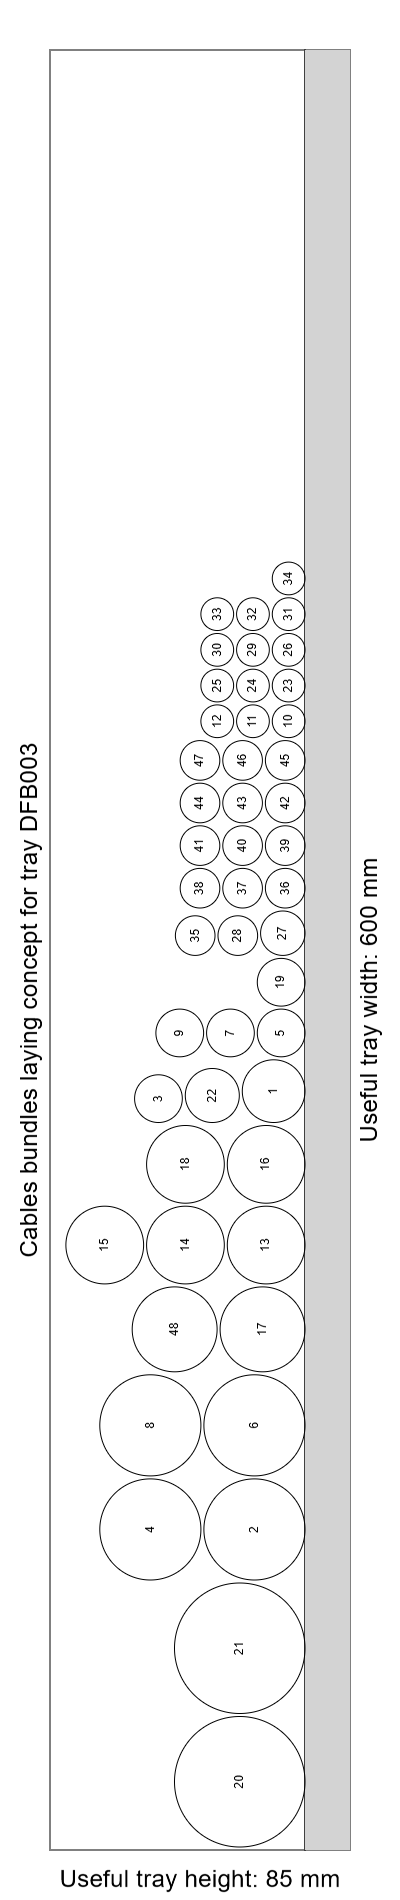 Cables bundles laying concept for tray DFB003
34
33 32 31
30 29 26
25 24 23
12 11 10
47 46 45
44 43 42
41 40 39
38 37 36
35 28 27
19
9 7 5
3 22 1
18 16
15 14 13
48 17
8 6
4 2
21
20
Useful tray width: 600 mm
Useful tray height: 85 mm